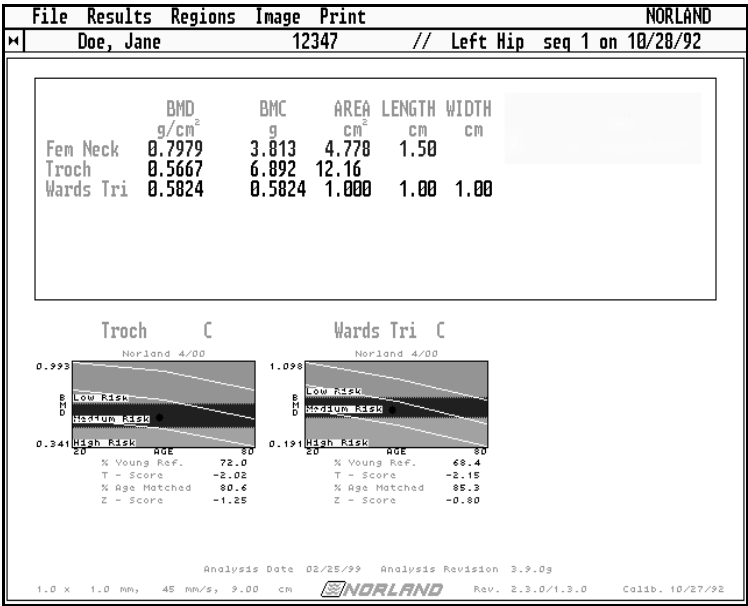 File Results Regions Image Print NORLAND
Doe, Jane 12347 // Left Hip seq 1 on 10/28/92
BMD BMC AREA LENGTH WIDTH
g/cm² g cm² cm cm
Fem Neck 0.7979 3.813 4.778 1.50
Troch 0.5667 6.892 12.16
Wards Tri 0.5824 0.5824 1.000 1.00 1.00
Troch C Wards Tri C
Norland 4/00 Norland 4/00
0.993 1.098
BMD Low Risk BMD Low Risk
Medium Risk Medium Risk
0.341 High Risk 0.191 High Risk
20 AGE 80 20 AGE 80
% Young Ref. 72.0 % Young Ref. 68.4
T - Score -2.02 T - Score -2.15
% Age Matched 80.6 % Age Matched 85.3
Z - Score -1.25 Z - Score -0.80
Analysis Date 02/25/99 Analysis Revision 3.9.0g
1.0 x 1.0 mm, 45 mm/s, 9.00 cm NORLAND Rev. 2.3.0/1.3.0 Calib. 10/27/92